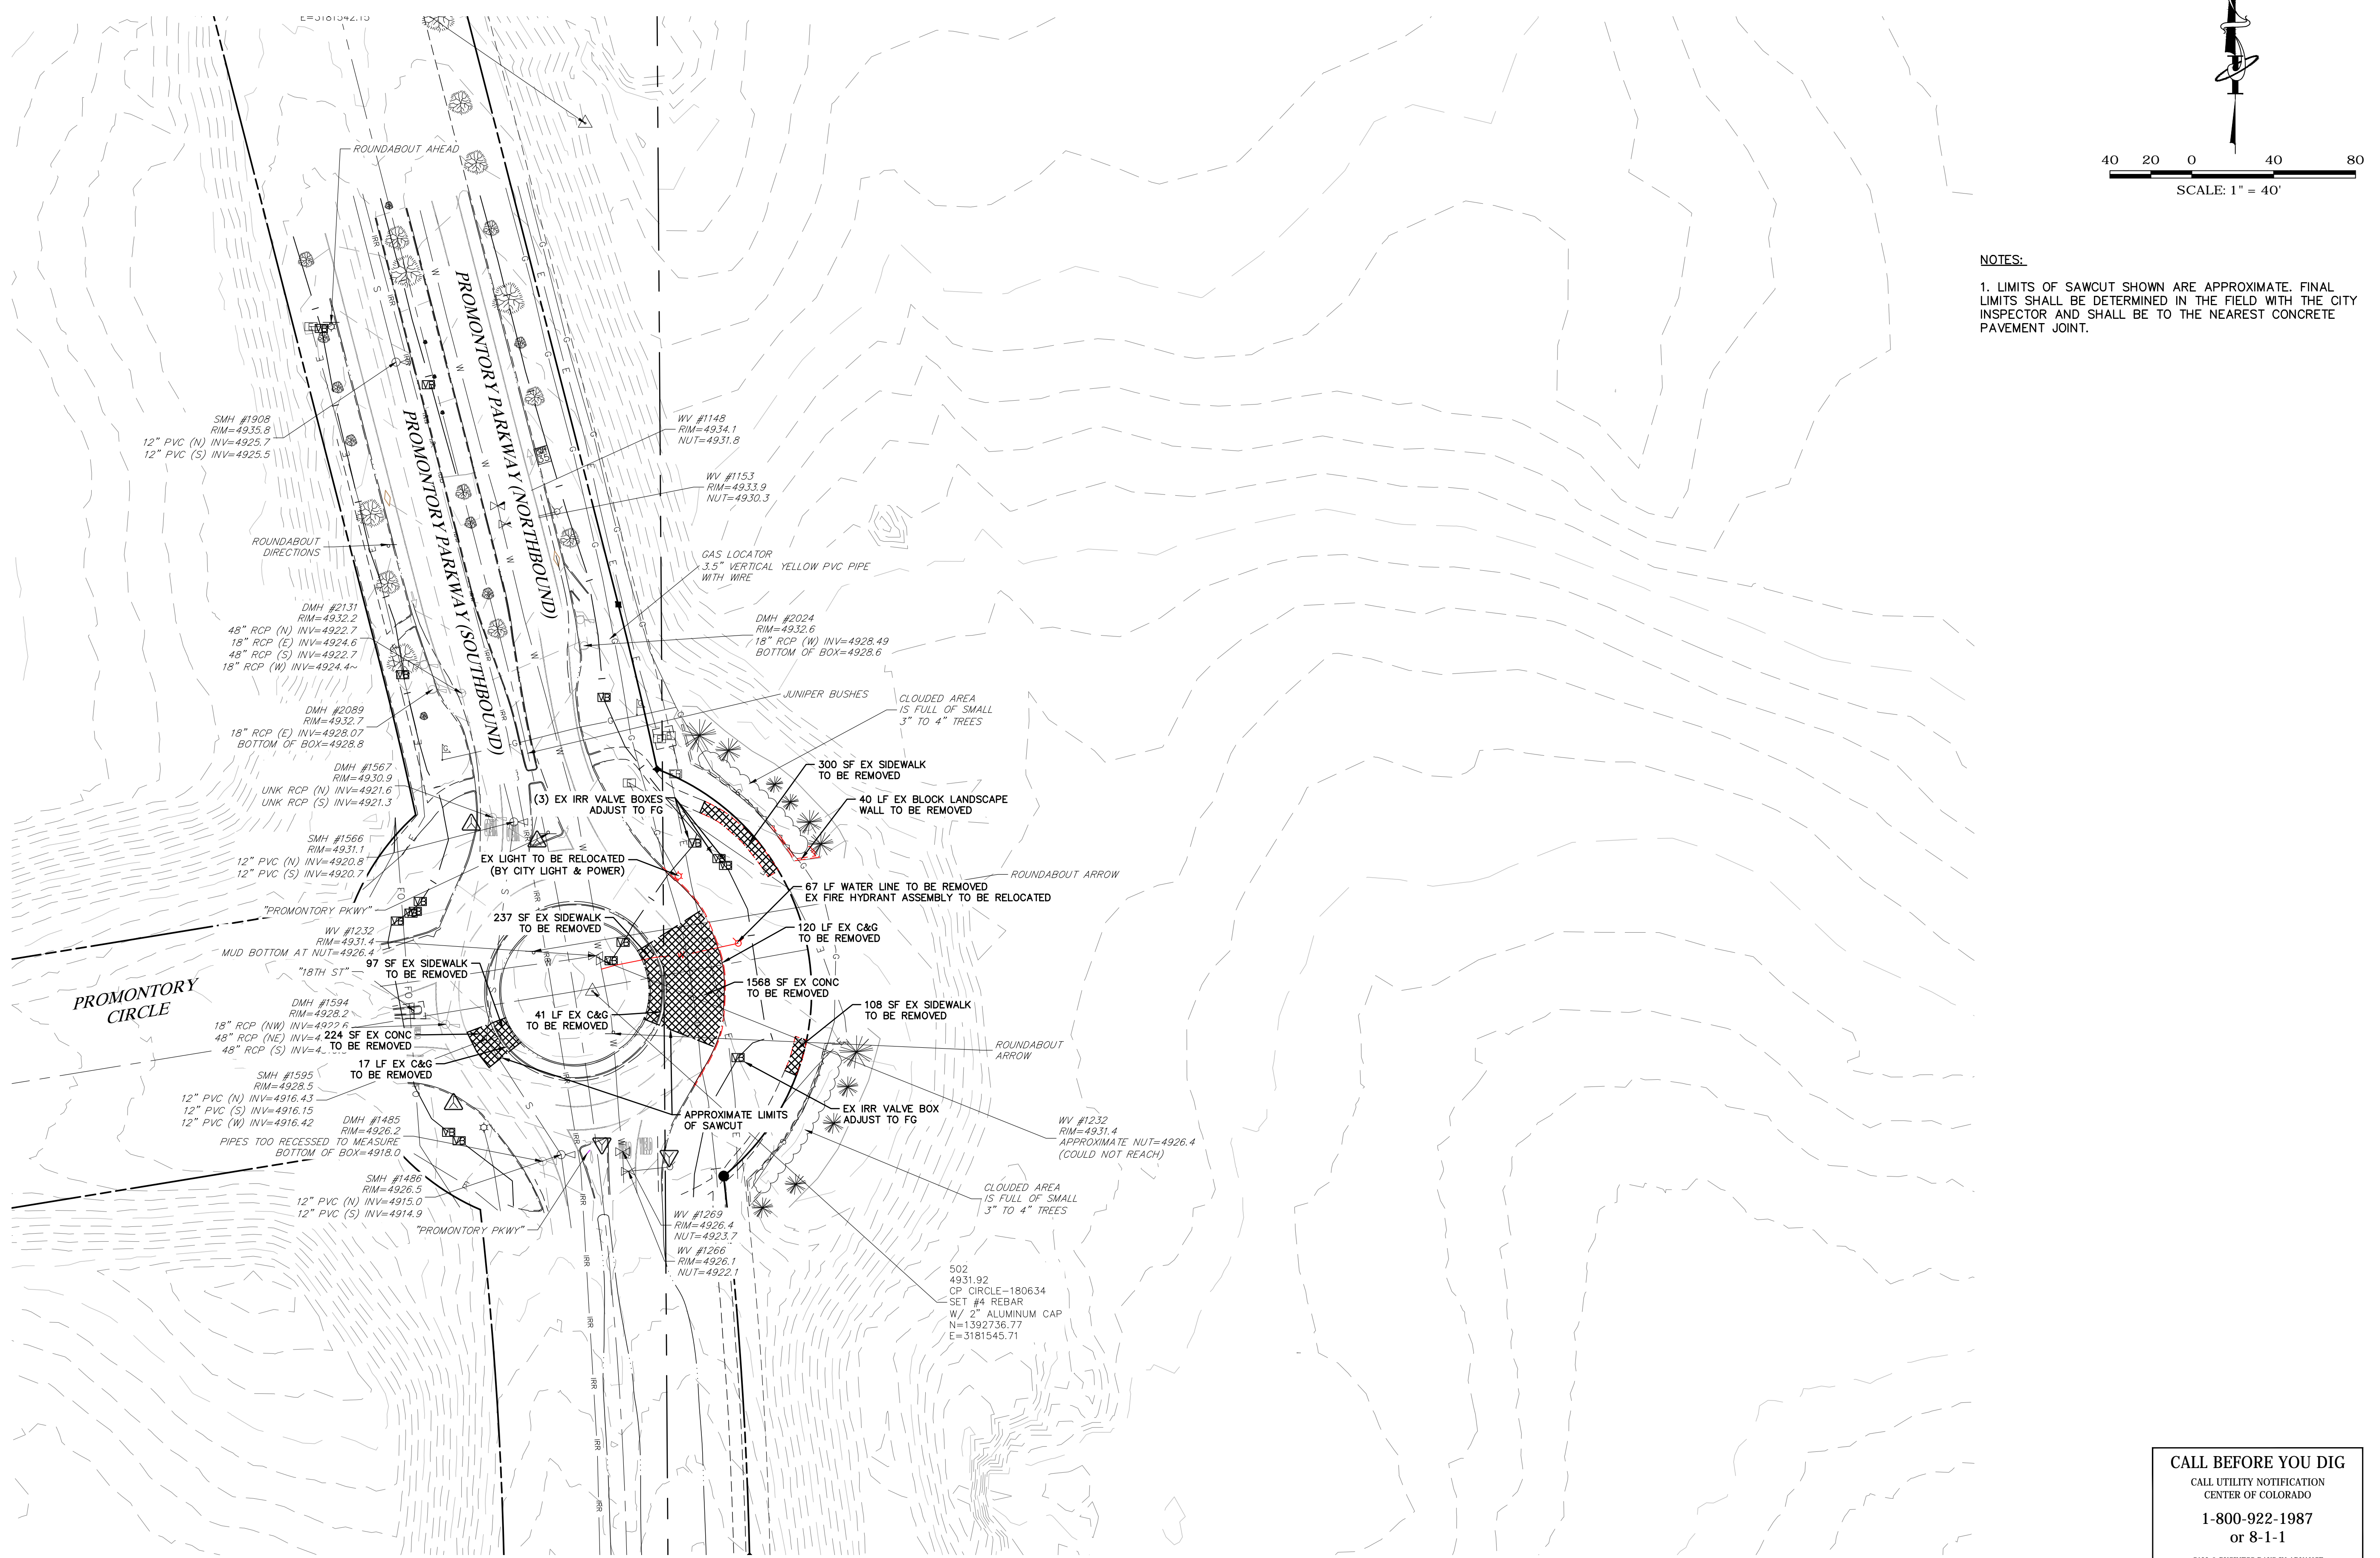 E=3181542.15
ROUNDABOUT AHEAD
40 20 0 40 80
SCALE: 1" = 40'
NOTES:
1. LIMITS OF SAWCUT SHOWN ARE APPROXIMATE. FINAL
LIMITS SHALL BE DETERMINED IN THE FIELD WITH THE CITY
INSPECTOR AND SHALL BE TO THE NEAREST CONCRETE
PAVEMENT JOINT.
PROMONTORY PARKWAY (NORTHBOUND)
PROMONTORY PARKWAY (SOUTHBOUND)
SMH #1908
RIM=4935.8
12" PVC (N) INV=4925.7
12" PVC (S) INV=4925.5
WV #1148
RIM=4934.1
NUT=4931.8
WV #1153
RIM=4933.9
NUT=4930.3
ROUNDABOUT
DIRECTIONS
GAS LOCATOR
3.5" VERTICAL YELLOW PVC PIPE
WITH WIRE
DMH #2131
RIM=4932.2
48" RCP (N) INV=4922.7
18" RCP (E) INV=4924.6
48" RCP (S) INV=4922.7
18" RCP (W) INV=4924.4~
DMH #2024
RIM=4932.6
18" RCP (W) INV=4928.49
BOTTOM OF BOX=4928.6
JUNIPER BUSHES
CLOUDED AREA
IS FULL OF SMALL
3" TO 4" TREES
DMH #2089
RIM=4932.7
18" RCP (E) INV=4928.07
BOTTOM OF BOX=4928.8
DMH #1567
RIM=4930.9
UNK RCP (N) INV=4921.6
UNK RCP (S) INV=4921.3
300 SF EX SIDEWALK
TO BE REMOVED
(3) EX IRR VALVE BOXES
ADJUST TO FG
40 LF EX BLOCK LANDSCAPE
WALL TO BE REMOVED
SMH #1566
RIM=4931.1
12" PVC (N) INV=4920.8
12" PVC (S) INV=4920.7
EX LIGHT TO BE RELOCATED
(BY CITY LIGHT & POWER)
ROUNDABOUT ARROW
67 LF WATER LINE TO BE REMOVED
EX FIRE HYDRANT ASSEMBLY TO BE RELOCATED
"PROMONTORY PKWY"
237 SF EX SIDEWALK
TO BE REMOVED
120 LF EX C&G
TO BE REMOVED
WV #1232
RIM=4931.4
MUD BOTTOM AT NUT=4926.4
"18TH ST"
97 SF EX SIDEWALK
TO BE REMOVED
PROMONTORY
CIRCLE
1568 SF EX CONC
TO BE REMOVED
108 SF EX SIDEWALK
TO BE REMOVED
DMH #1594
RIM=4928.2
18" RCP (NW) INV=4922.6
48" RCP (NE) INV=4
48" RCP (S) INV=4
224 SF EX CONC
TO BE REMOVED
41 LF EX C&G
TO BE REMOVED
ROUNDABOUT
ARROW
17 LF EX C&G
TO BE REMOVED
SMH #1595
RIM=4928.5
12" PVC (N) INV=4916.43
12" PVC (S) INV=4916.15
12" PVC (W) INV=4916.42
APPROXIMATE LIMITS
OF SAWCUT
EX IRR VALVE BOX
ADJUST TO FG
DMH #1485
RIM=4926.2
PIPES TOO RECESSED TO MEASURE
BOTTOM OF BOX=4918.0
WV #1232
RIM=4931.4
APPROXIMATE NUT=4926.4
(COULD NOT REACH)
SMH #1486
RIM=4926.5
12" PVC (N) INV=4915.0
12" PVC (S) INV=4914.9
CLOUDED AREA
IS FULL OF SMALL
3" TO 4" TREES
"PROMONTORY PKWY"
WV #1269
RIM=4926.4
NUT=4923.7
WV #1266
RIM=4926.1
NUT=4922.1
502
4931.92
CP CIRCLE-180634
SET #4 REBAR
W/ 2" ALUMINUM CAP
N=1392736.77
E=3181545.71
CALL BEFORE YOU DIG
CALL UTILITY NOTIFICATION
CENTER OF COLORADO
1-800-922-1987
or 8-1-1